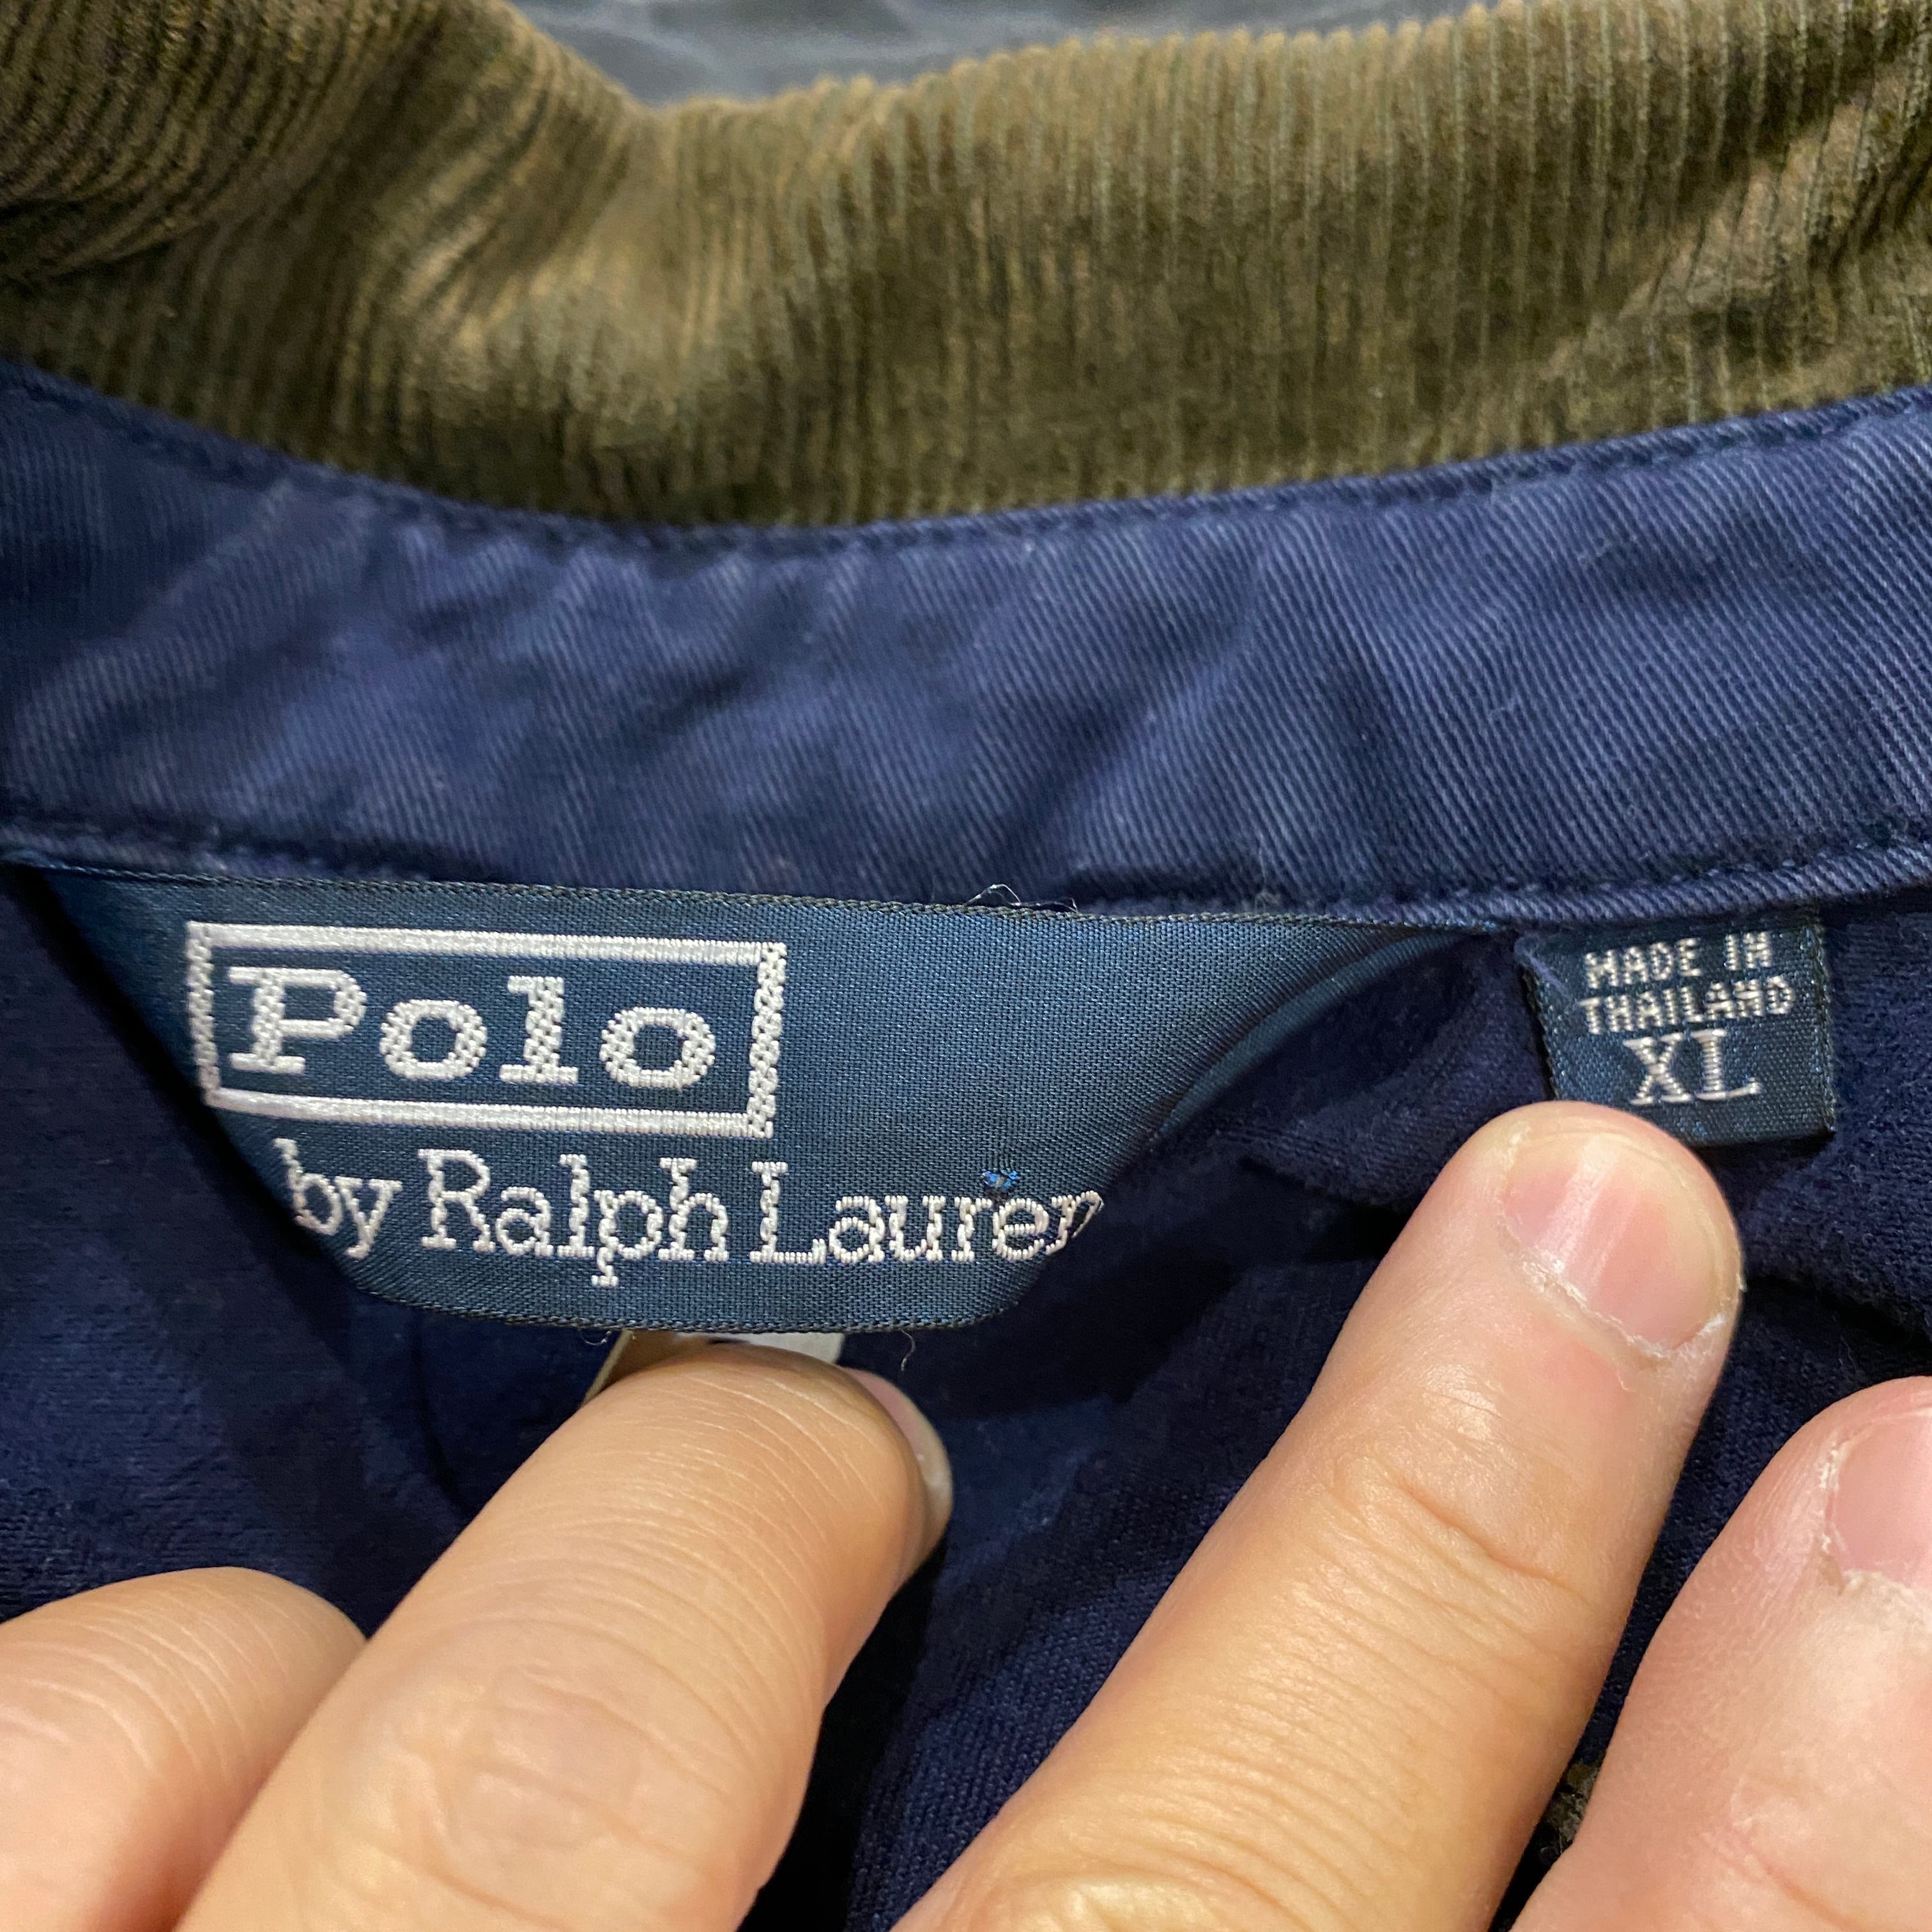 Polo
by Ralph Lauren
MADE IN
THAILAND
XL